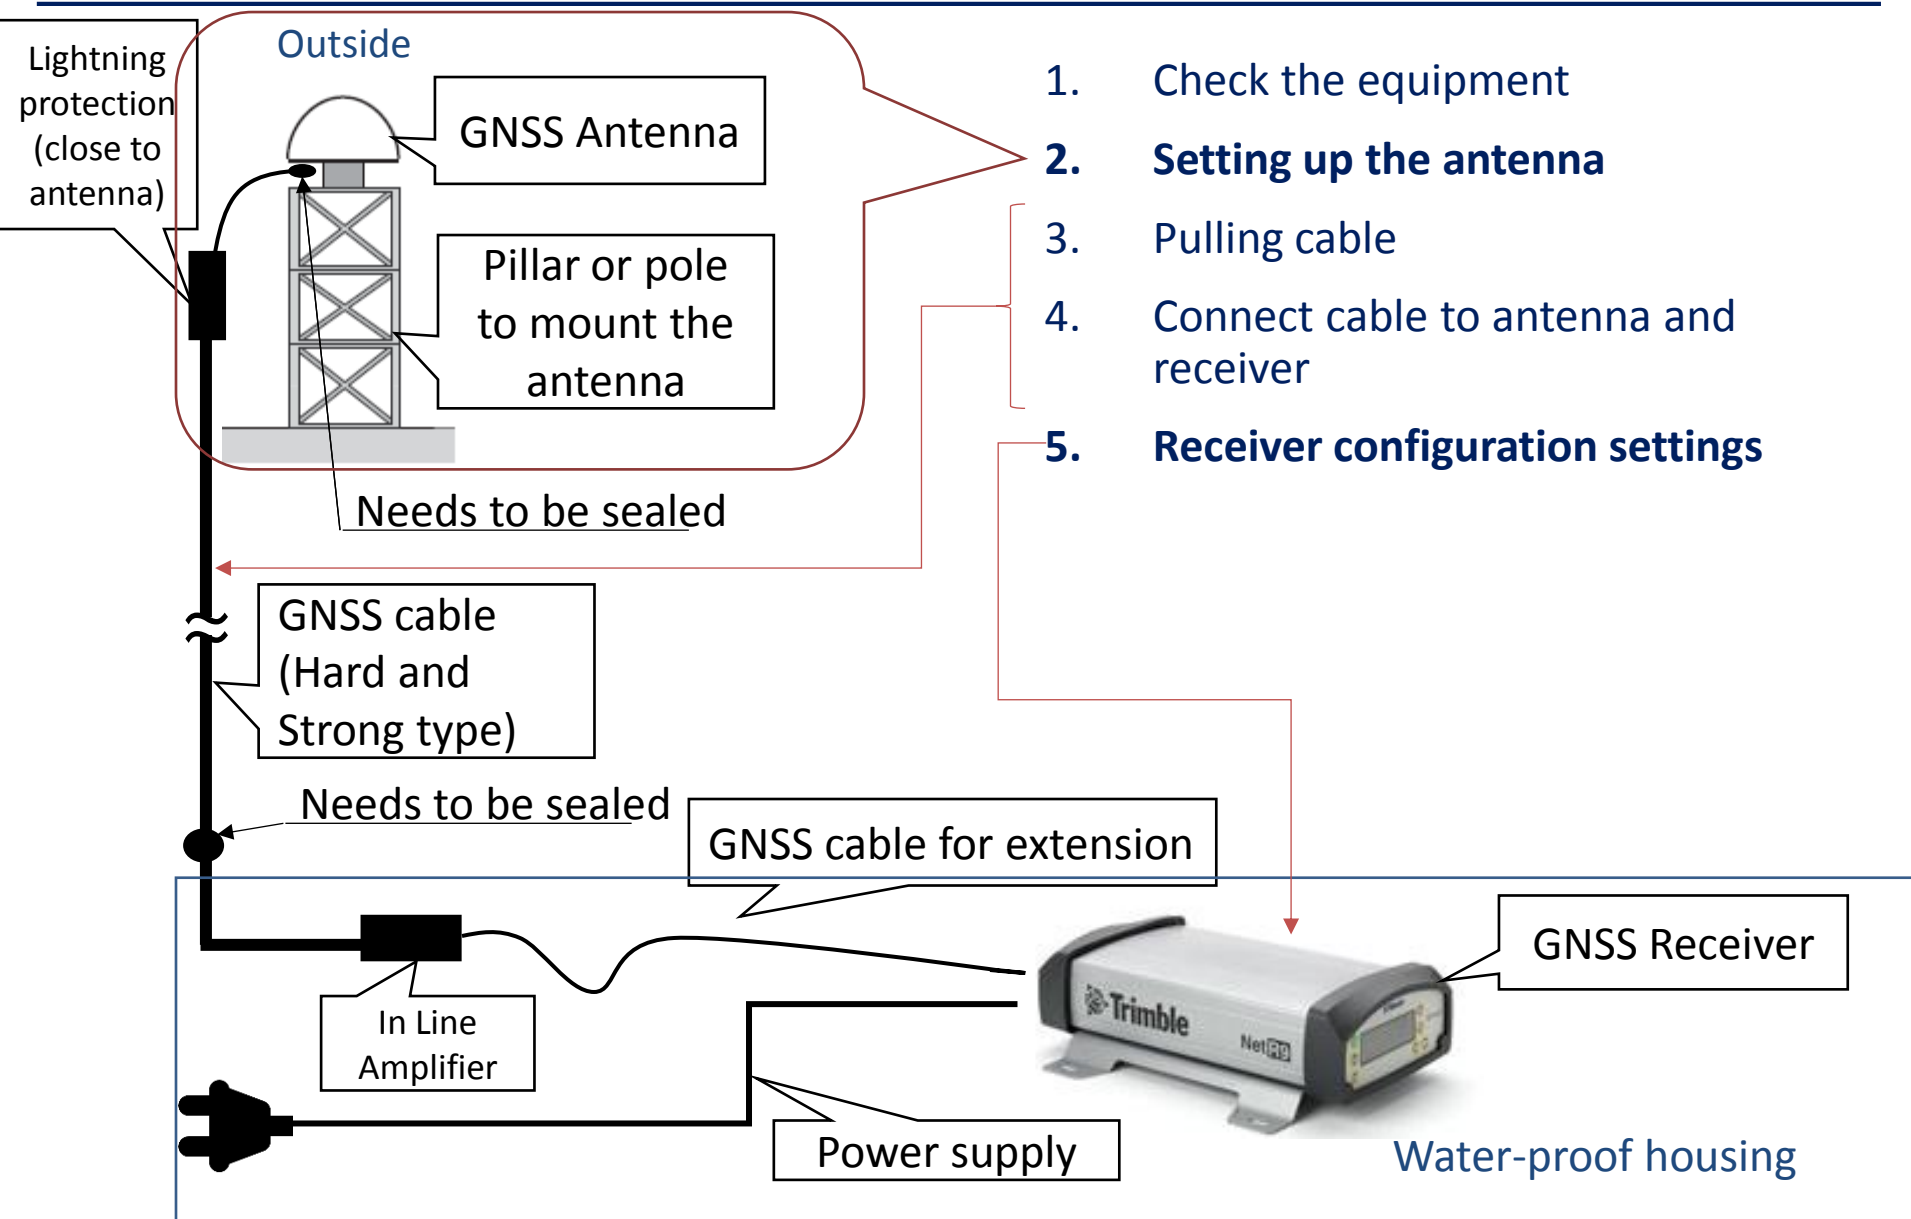 Outside
Lightning
protection
(close to
antenna)
GNSS Antenna
Pillar or pole
to mount the
antenna
1. Check the equipment
2. Setting up the antenna
3. Pulling cable
4. Connect cable to antenna and
receiver
5. Receiver configuration settings
Needs to be sealed
GNSS cable
(Hard and
Strong type)
Needs to be sealed
GNSS cable for extension
GNSS Receiver
In Line
Amplifier
Trimble
NetR9
Power supply
Water-proof housing